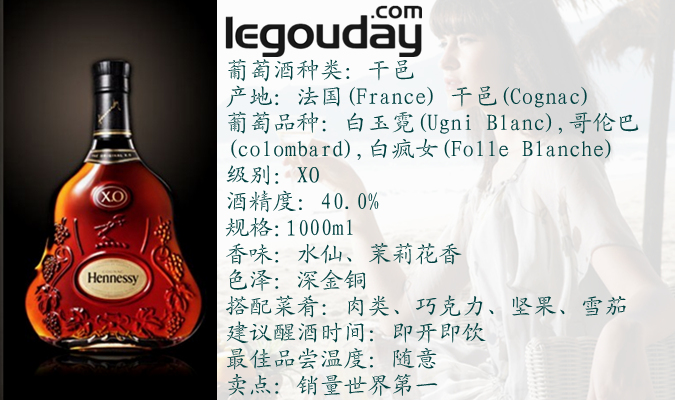 legouday.com
葡萄酒种类: 干邑
产地: 法国(France) 干邑(Cognac)
葡萄品种: 白玉霓(Ugni Blanc),哥伦巴
(colombard),白疯女(Folle Blanche)
级别: XO
酒精度: 40.0%
规格:1000ml
香味: 水仙、茉莉花香
色泽: 深金铜
搭配菜肴: 肉类、巧克力、坚果、雪茄
建议醒酒时间: 即开即饮
最佳品尝温度: 随意
卖点: 销量世界第一
THE ORIGINAL X.O
X.O
Hennessy